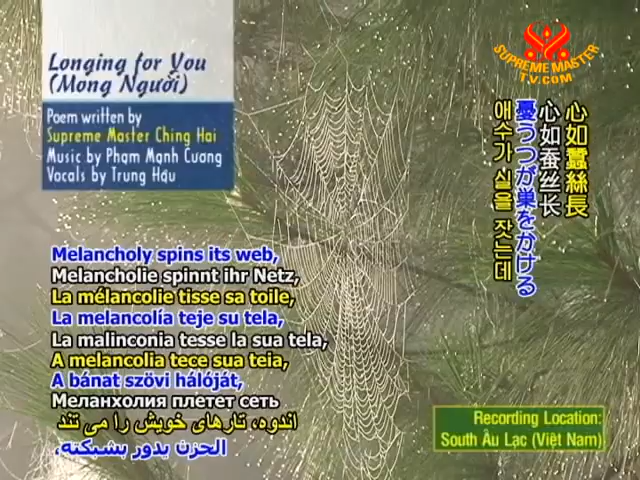 Longing for You
(Mong Người)
Poem written by
Supreme Master Ching Hai
Music by Phạm Mạnh Cương
Vocals by Trung Hậu
SUPREME MASTER
TV.COM
心如蠶絲長
心如蚕丝长
憂うつが巣をかける
애수가 실을 잣는데
Melancholy spins its web,
Melancholie spinnt ihr Netz,
La mélancolie tisse sa toile,
La melancolía teje su tela,
La malinconia tesse la sua tela,
A melancolia tece sua teia,
A bánat szövi hálóját,
Меланхолия плетет сеть
اندوه، تارهای خویش را می تند
الحزن يدور بشبكته،
Recording Location:
South Âu Lạc (Việt Nam)